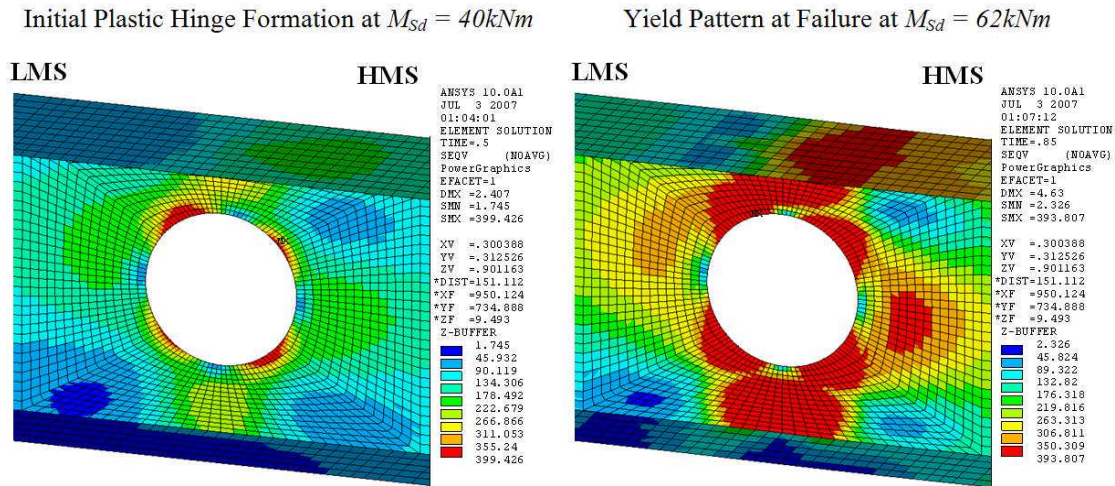 Initial Plastic Hinge Formation at MSd = 40kNm
LMS
HMS
ANSYS 10.0A1
JUL 3 2007
01:04:01
ELEMENT SOLUTION
TIME=.5
SEQV (NOAVG)
PowerGraphics
EFACET=1
DMX =2.407
SMN =1.745
SMX =399.426
XV =.300388
YV =.312526
ZV =.901163
*DIST=151.112
*XF =950.124
*YF =734.888
*ZF =9.493
Z-BUFFER
1.745
45.932
90.119
134.306
178.492
222.679
266.866
311.053
355.24
399.426
Yield Pattern at Failure at MSd = 62kNm
LMS
HMS
ANSYS 10.0A1
JUL 3 2007
01:07:12
ELEMENT SOLUTION
TIME=.85
SEQV (NOAVG)
PowerGraphics
EFACET=1
DMX =4.63
SMN =2.326
SMX =393.807
XV =.300388
YV =.312526
ZV =.901163
*DIST=151.112
*XF =950.124
*YF =734.888
*ZF =9.493
Z-BUFFER
2.326
45.824
89.322
132.82
176.318
219.816
263.313
306.811
350.309
393.807